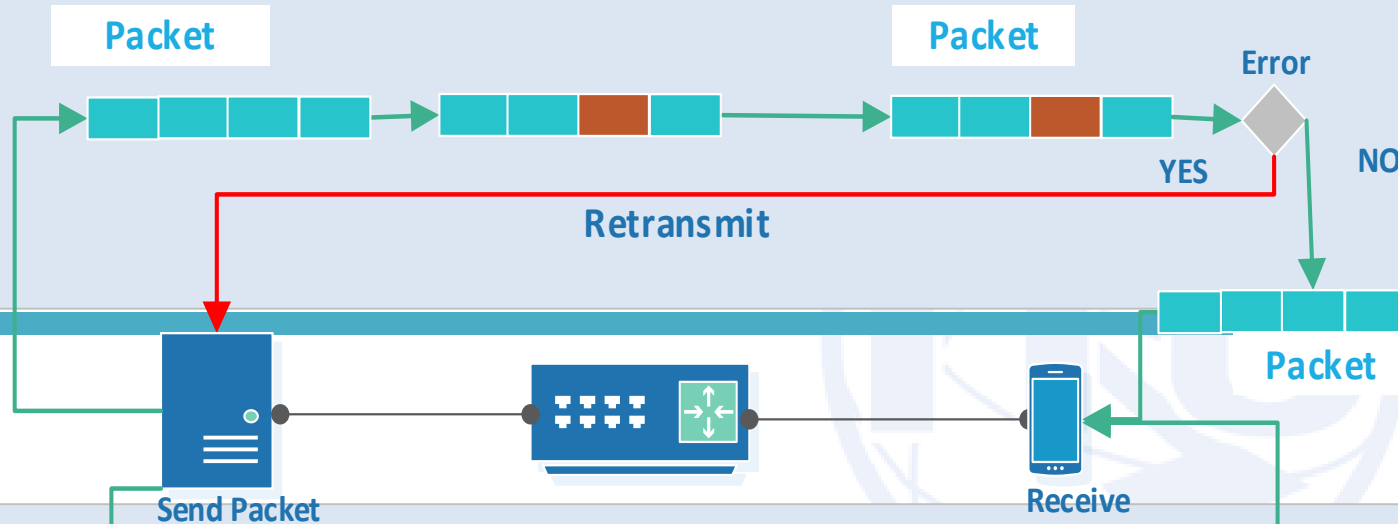 Packet
Packet
Error
YES
NO
Retransmit
Packet
Send Packet
Receive